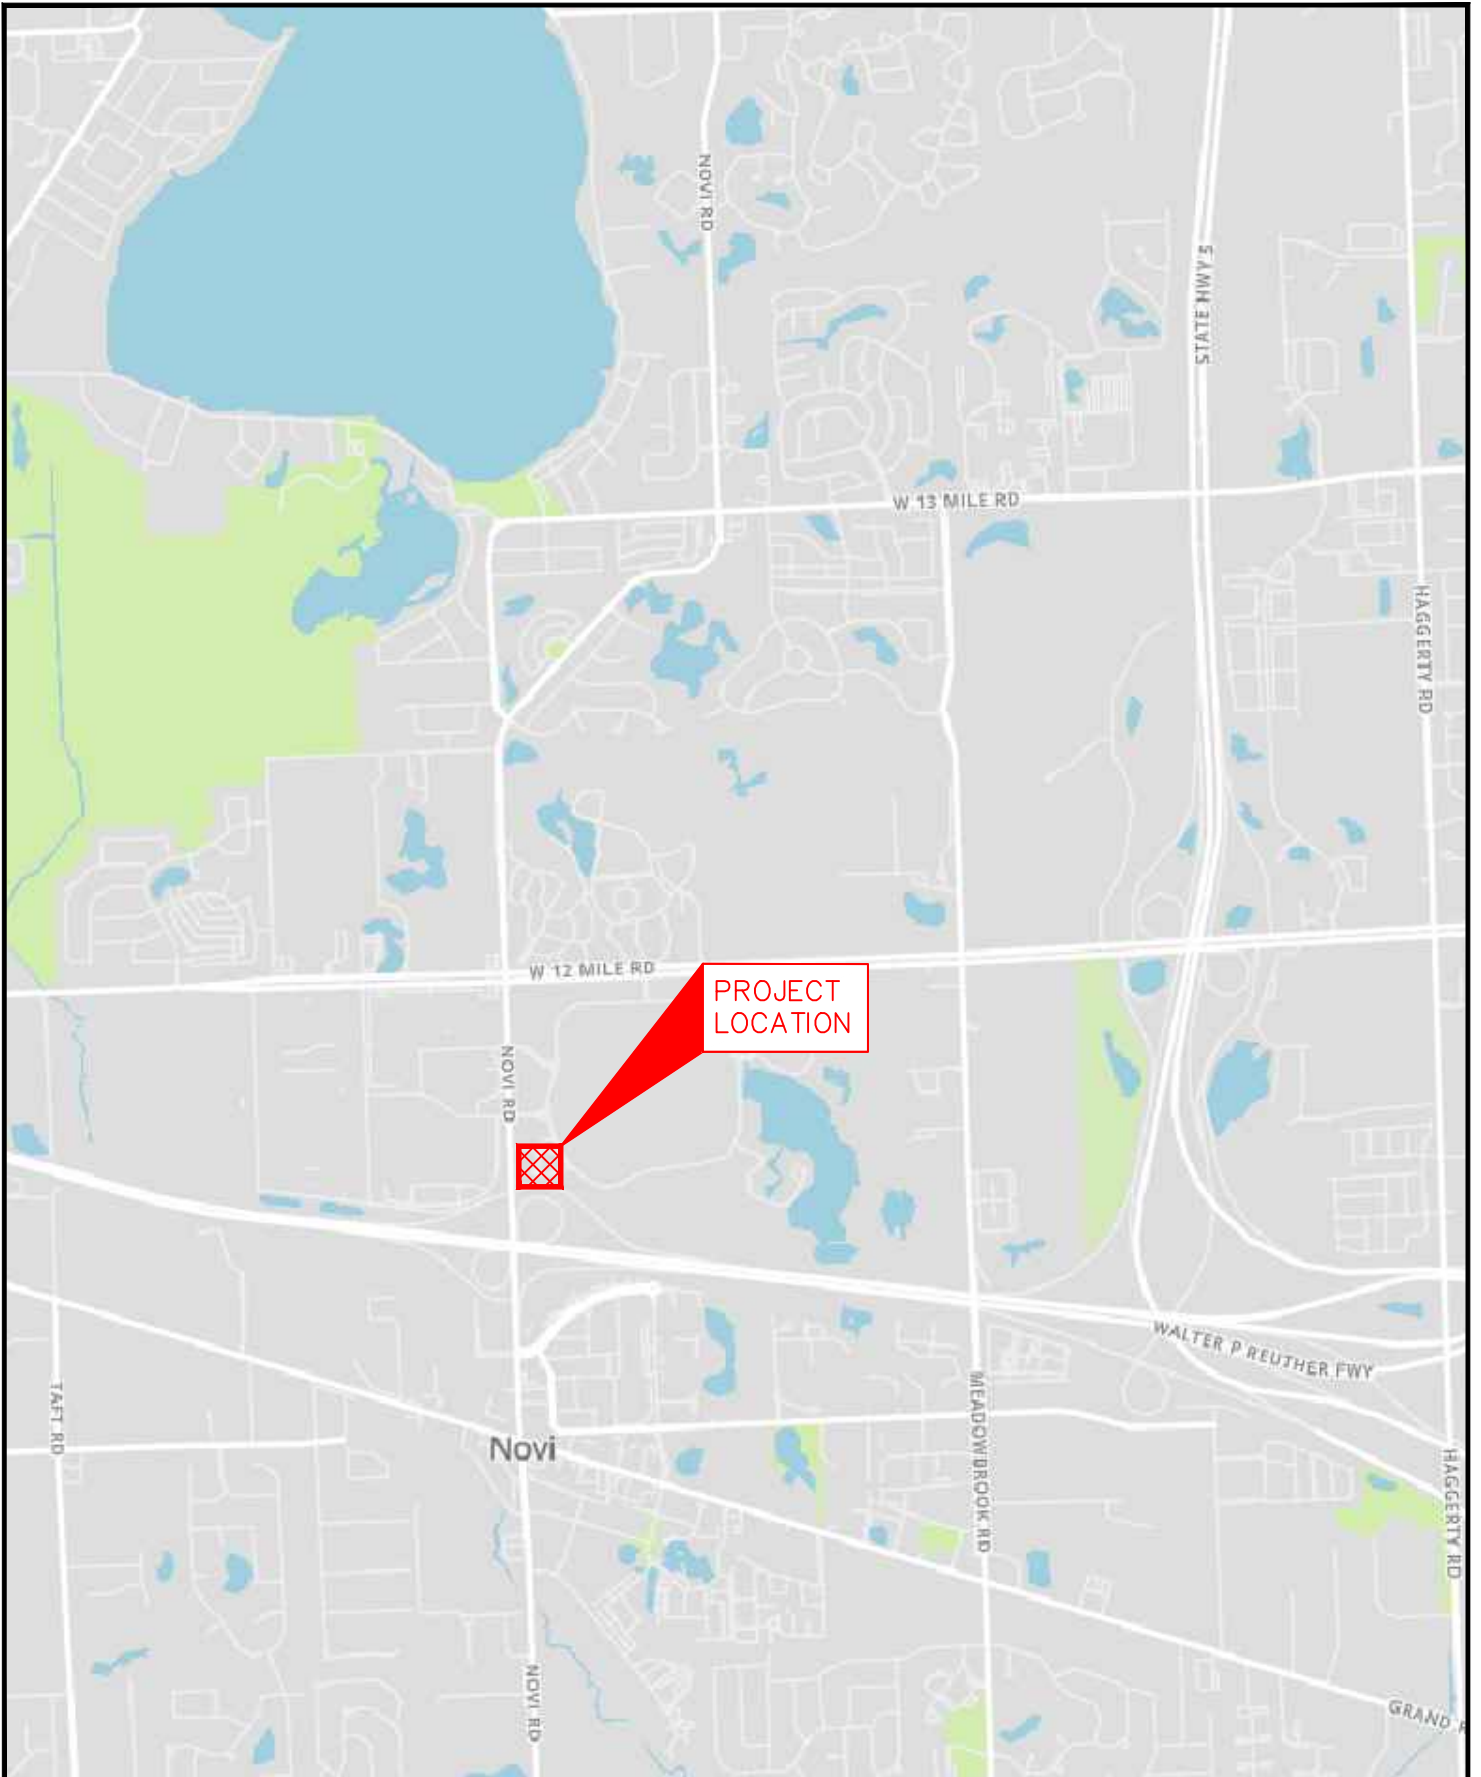 NOVI RD
STATE HWY 5
W 13 MILE RD
HAGGERTY RD
W 12 MILE RD
PROJECT
LOCATION
NOVI RD
WALTER P REUTHER FWY
TAFT RD
MEADOWBROOK RD
Novi
HAGGERTY RD
NOVI RD
GRAND